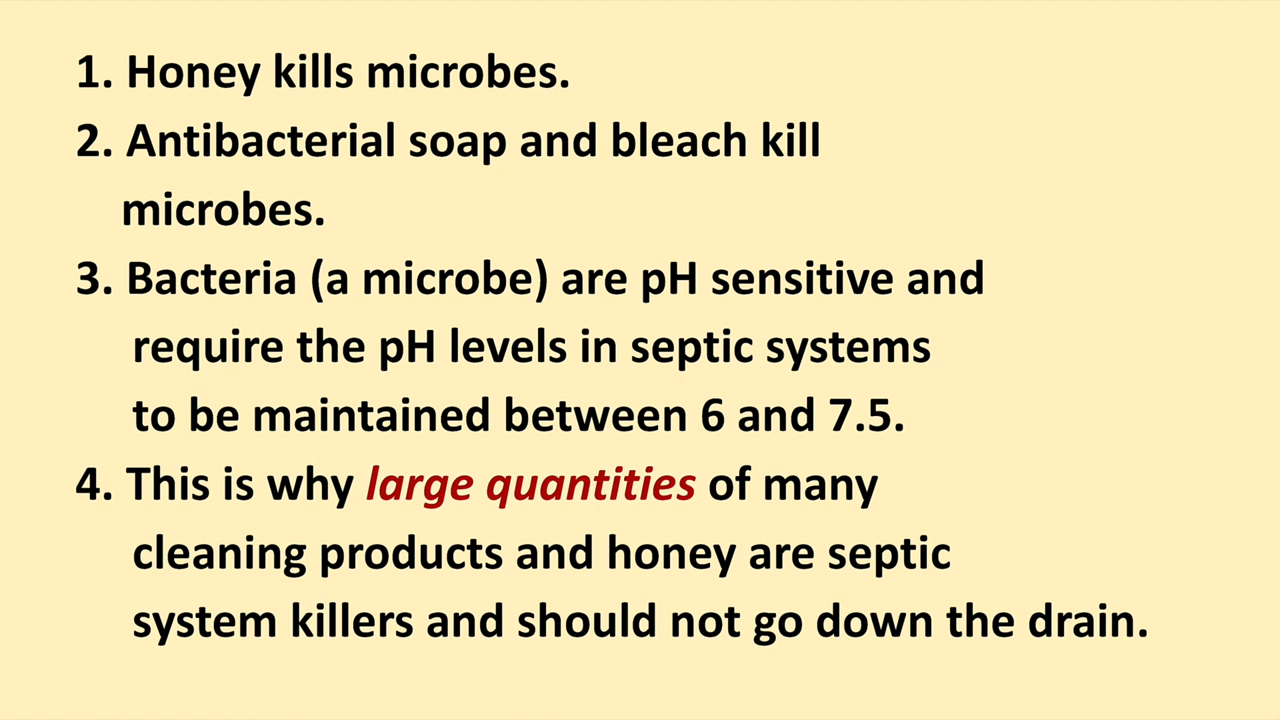 1. Honey kills microbes.
2. Antibacterial soap and bleach kill
microbes.
3. Bacteria (a microbe) are pH sensitive and
require the pH levels in septic systems
to be maintained between 6 and 7.5.
4. This is why large quantities of many
cleaning products and honey are septic
system killers and should not go down the drain.